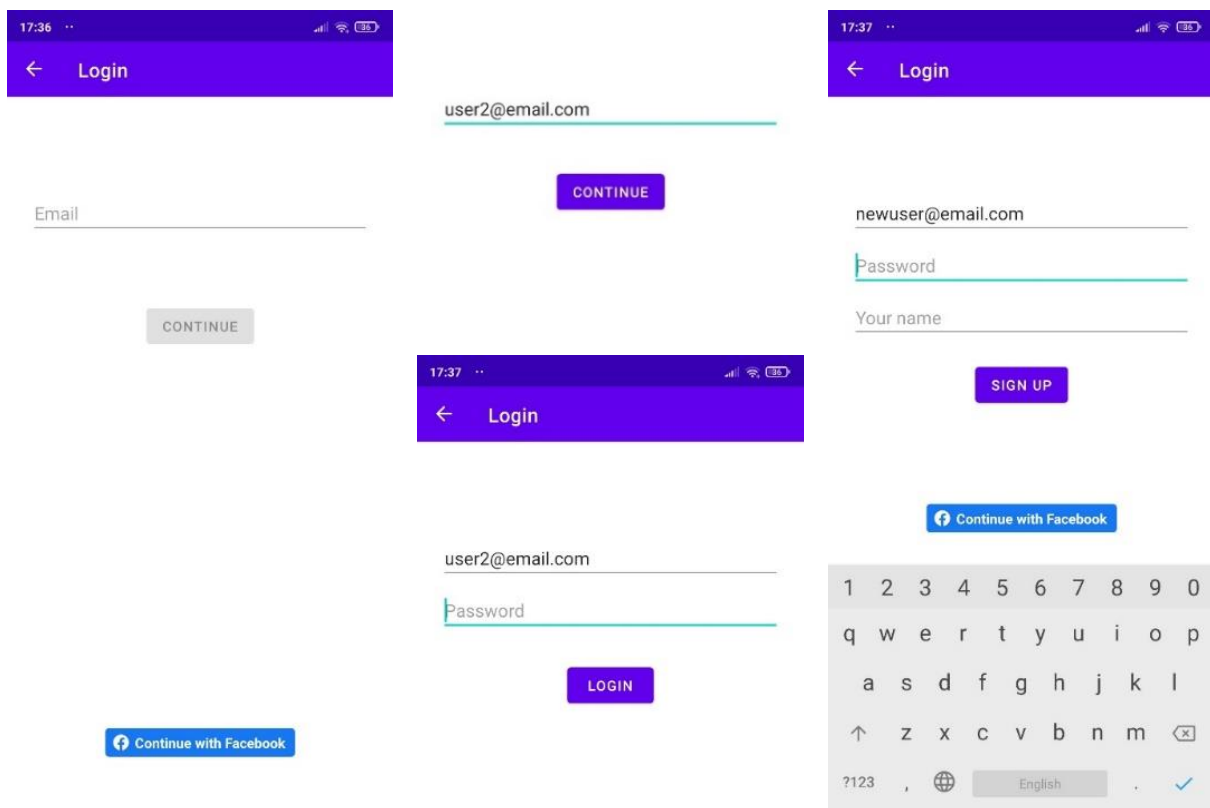 17:36
Login
Email
CONTINUE
Continue with Facebook
user2@email.com
CONTINUE
17:37
Login
user2@email.com
Password
LOGIN
17:37
Login
newuser@email.com
Password
Your name
SIGN UP
Continue with Facebook
1 2 3 4 5 6 7 8 9 0
q w e r t y u i o p
a s d f g h j k l
z x c v b n m
?123 , English .